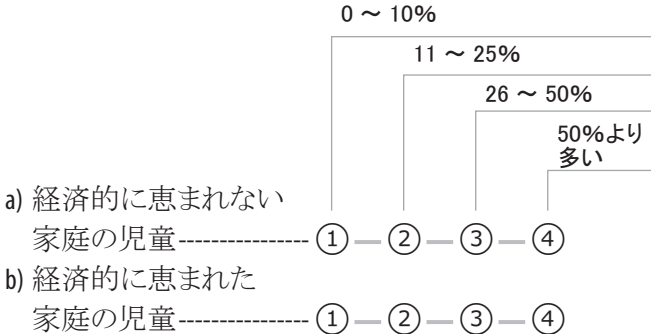 0 ～ 10%
11 ～ 25%
26 ～ 50%
50%より
多い
a) 経済的に恵まれない
家庭の児童---------------- ① ― ② ― ③ ― ④
b) 経済的に恵まれた
家庭の児童---------------- ① ― ② ― ③ ― ④